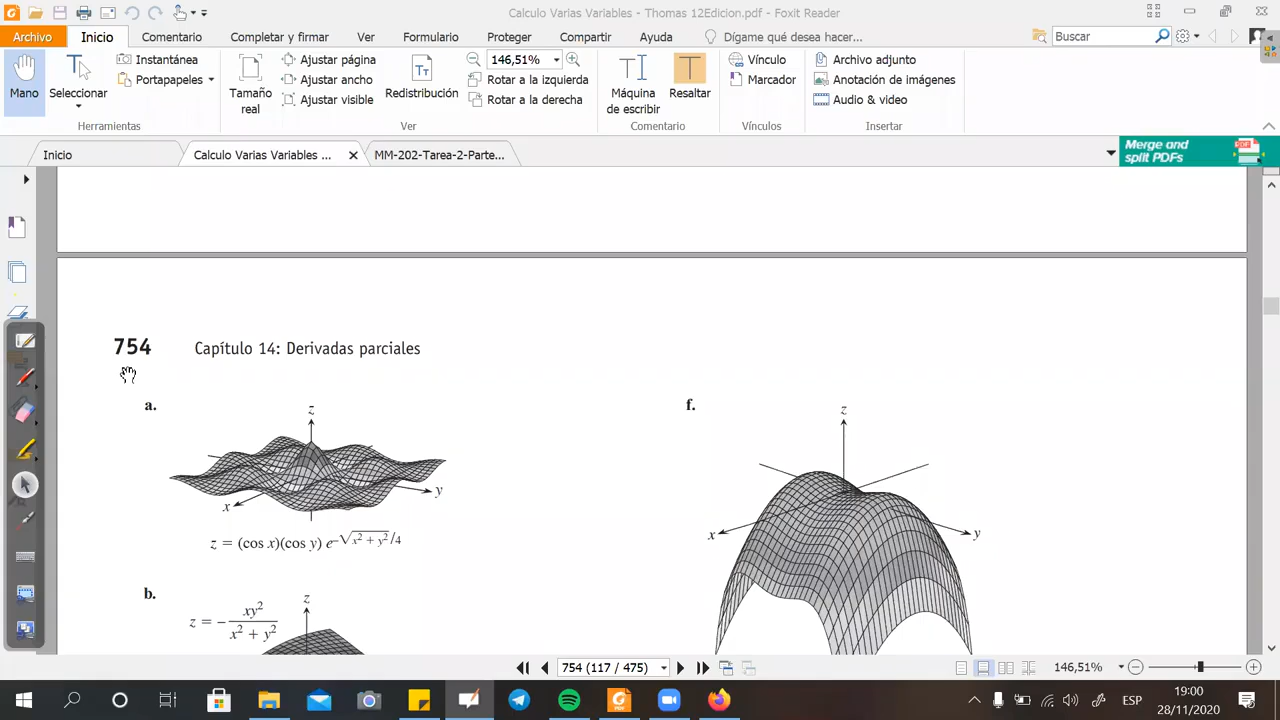 Calculo Varias Variables - Thomas 12Edicion.pdf - Foxit Reader
Archivo Inicio Comentario Completar y firmar Ver Formulario Proteger Compartir Ayuda Dígame qué desea hacer... Buscar
Mano
Seleccionar
Instantánea
Portapapeles
Herramientas
Tamaño real
Ajustar página
Ajustar ancho
Ajustar visible
Redistribución
146,51%
Rotar a la izquierda
Rotar a la derecha
Ver
Máquina de escribir
Resaltar
Comentario
Vínculo
Marcador
Vínculos
Archivo adjunto
Anotación de imágenes
Audio & video
Insertar
Inicio Calculo Varias Variables ... MM-202-Tarea-2-Parte...
Merge and
split PDFs
754 Capítulo 14: Derivadas parciales
a.
z
x
y
z = (cos x)(cos y) e^{-√(x² + y²)/4}
f.
z
x
y
b.
z
z = - xy² / (x² + y²)
754 (117 / 475) 146,51%
ESP
19:00
28/11/2020